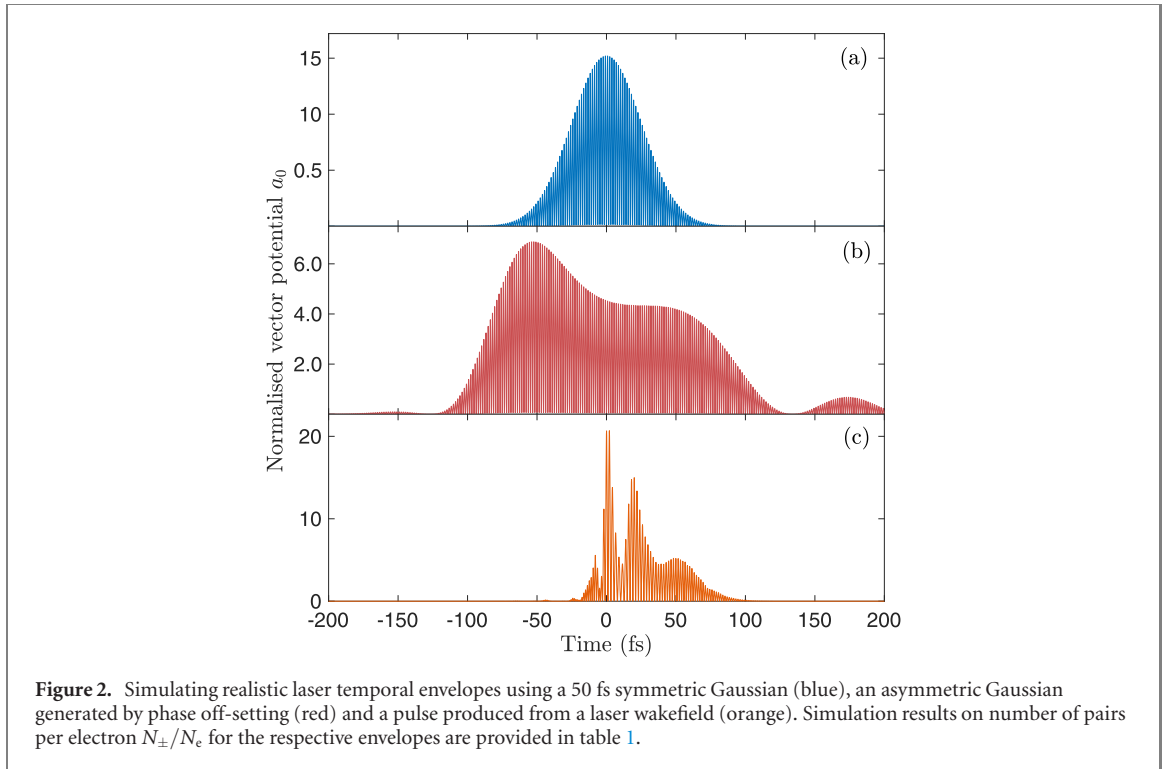 (a)
15
10
0.5
(b)
6.0
4.0
2.0
(c)
20
10
0
Normalised vector potential a₀
-200 -150 -100 -50 0 50 100 150 200
Time (fs)
Figure 2. Simulating realistic laser temporal envelopes using a 50 fs symmetric Gaussian (blue), an asymmetric Gaussian
generated by phase off-setting (red) and a pulse produced from a laser wakefield (orange). Simulation results on number of pairs
per electron N±/Nₑ for the respective envelopes are provided in table 1.